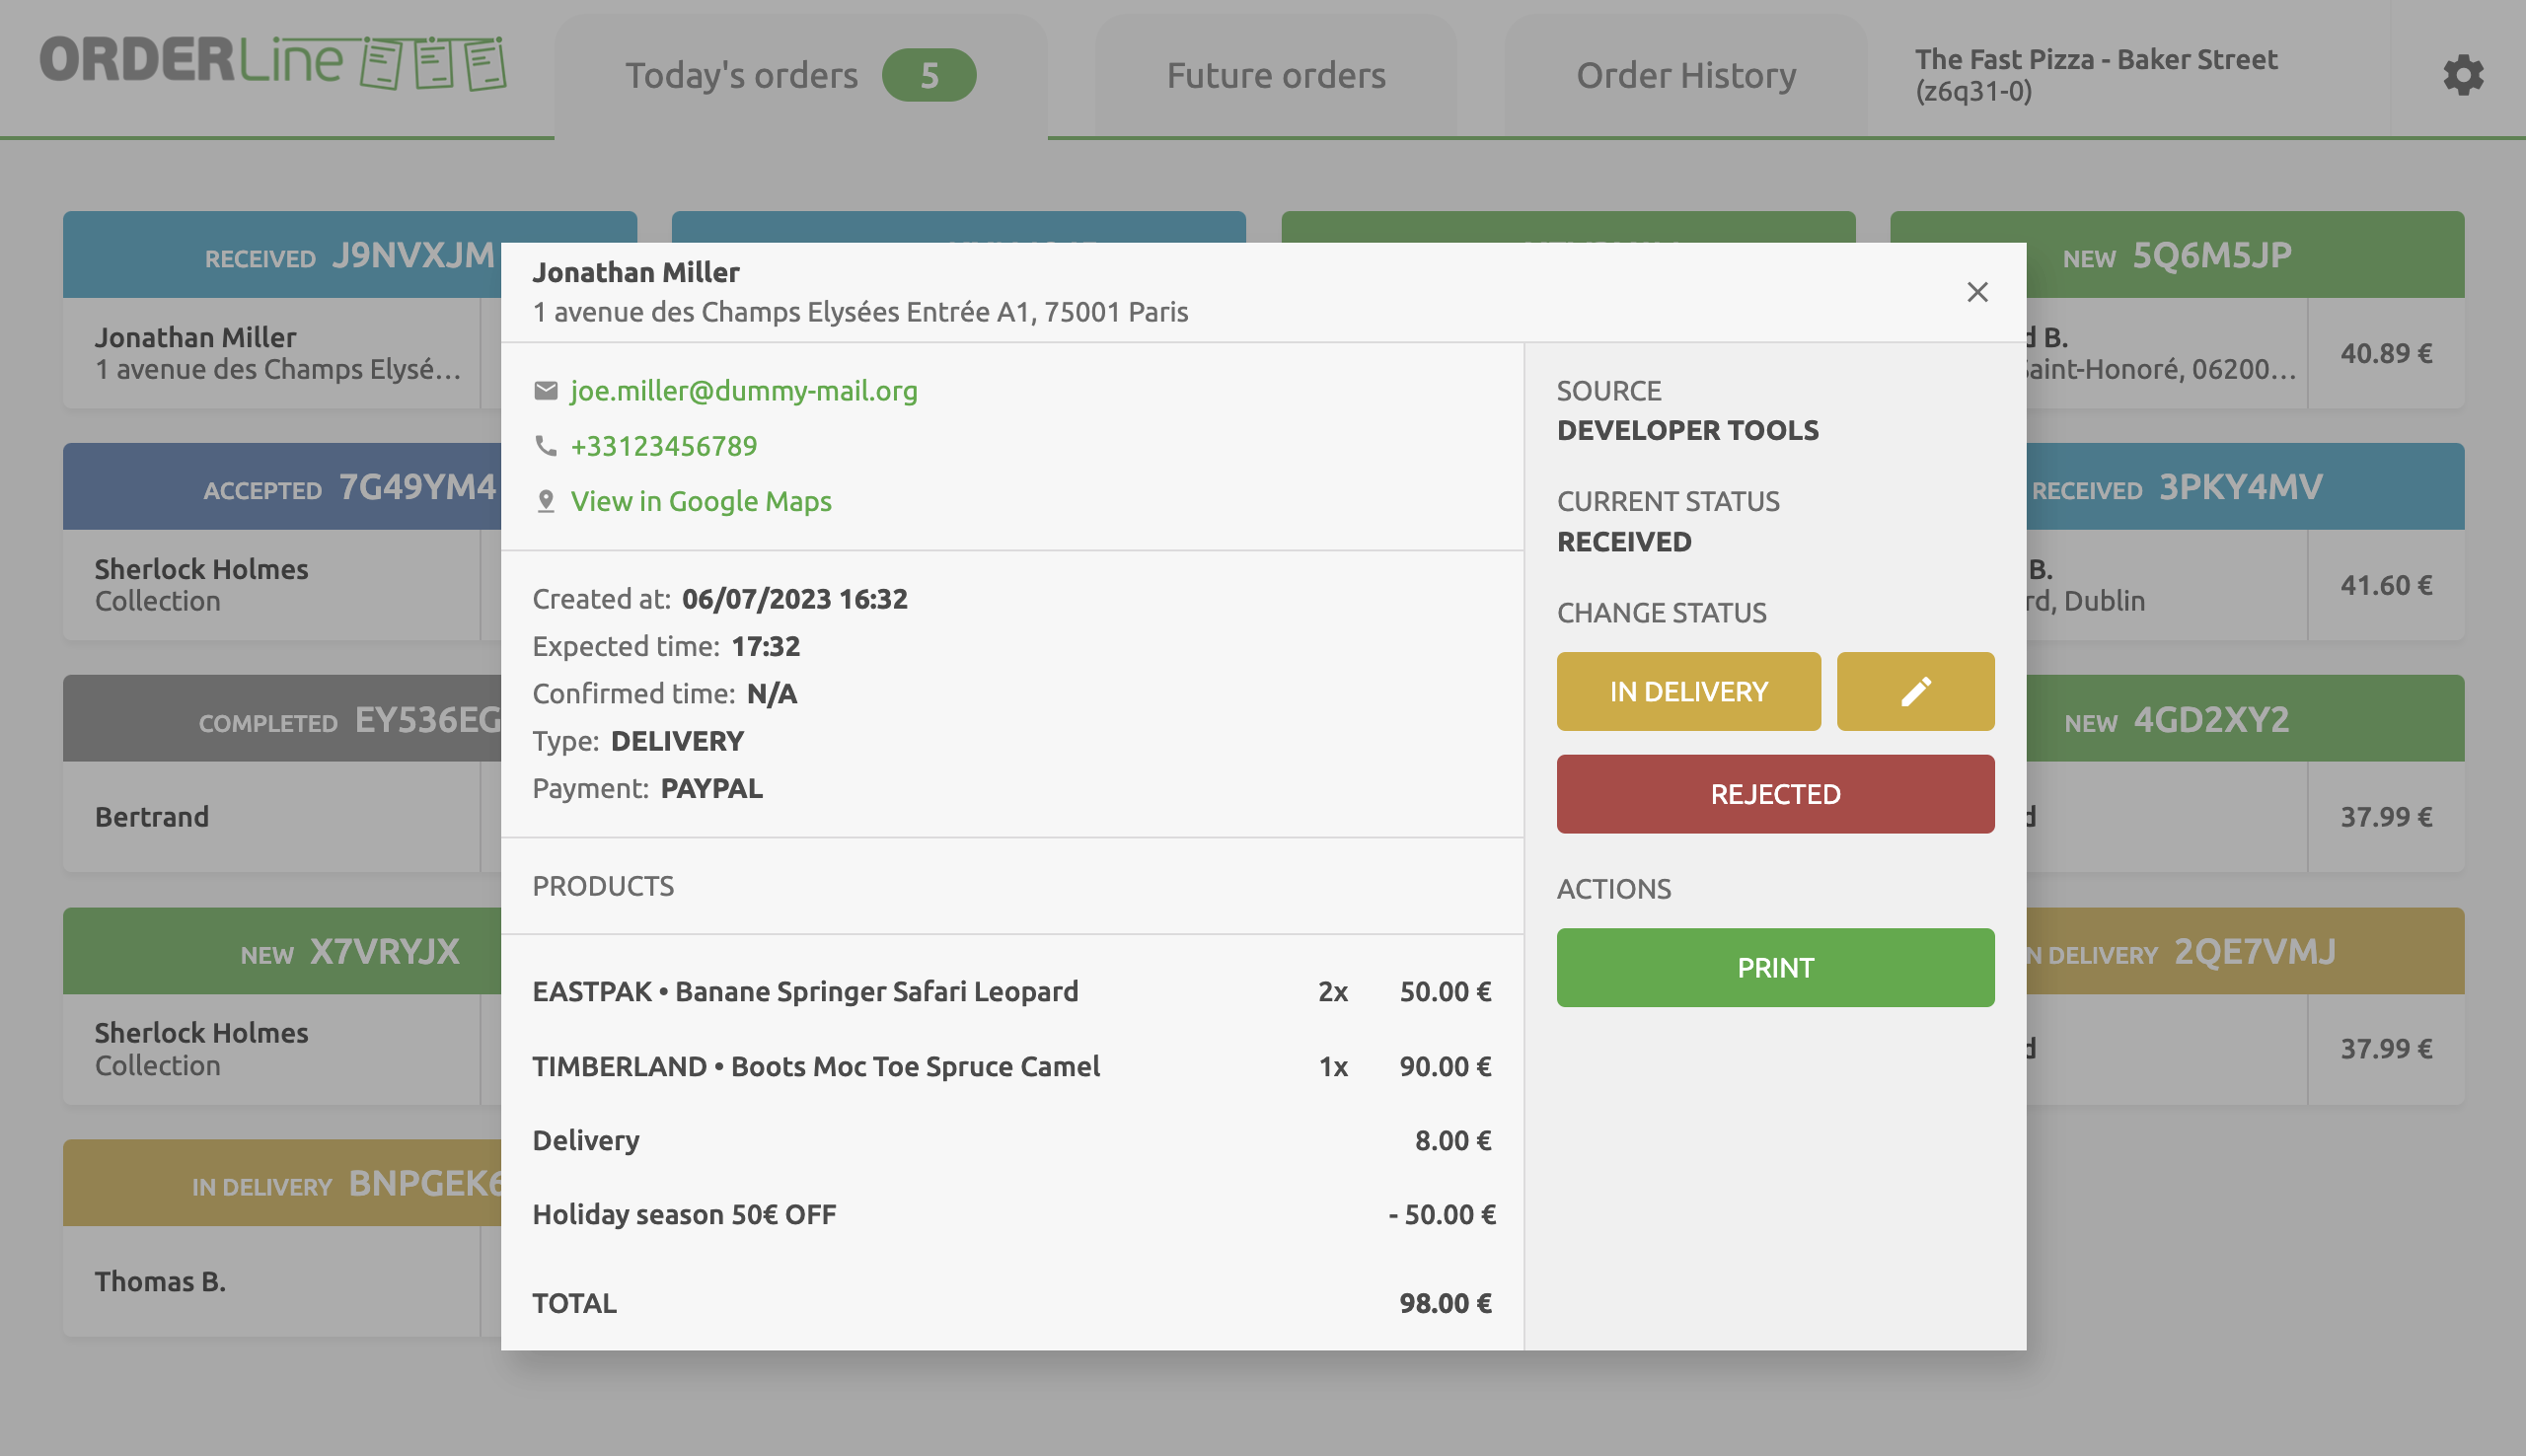 ORDERLine
Today's orders 5
Future orders
Order History
The Fast Pizza - Baker Street
(z6q31-0)
RECEIVED J9NVXJM
Jonathan Miller
1 avenue des Champs Elysé...
NEW 5Q6M5JP
B.
Saint-Honoré, 06200...
40.89 €
ACCEPTED 7G49YM4
Sherlock Holmes
Collection
RECEIVED 3PKY4MV
B.
Dublin
41.60 €
COMPLETED EY536EG
Bertrand
NEW 4GD2XY2
37.99 €
NEW X7VRYJX
Sherlock Holmes
Collection
DELIVERY 2QE7VMJ
37.99 €
IN DELIVERY BNPGEK6
Thomas B.
Jonathan Miller
1 avenue des Champs Elysées Entrée A1, 75001 Paris
joe.miller@dummy-mail.org
+33123456789
View in Google Maps
Created at: 06/07/2023 16:32
Expected time: 17:32
Confirmed time: N/A
Type: DELIVERY
Payment: PAYPAL
PRODUCTS
EASTPAK • Banane Springer Safari Leopard 2x 50.00 €
TIMBERLAND • Boots Moc Toe Spruce Camel 1x 90.00 €
Delivery 8.00 €
Holiday season 50€ OFF - 50.00 €
TOTAL 98.00 €
SOURCE
DEVELOPER TOOLS
CURRENT STATUS
RECEIVED
CHANGE STATUS
IN DELIVERY
REJECTED
ACTIONS
PRINT